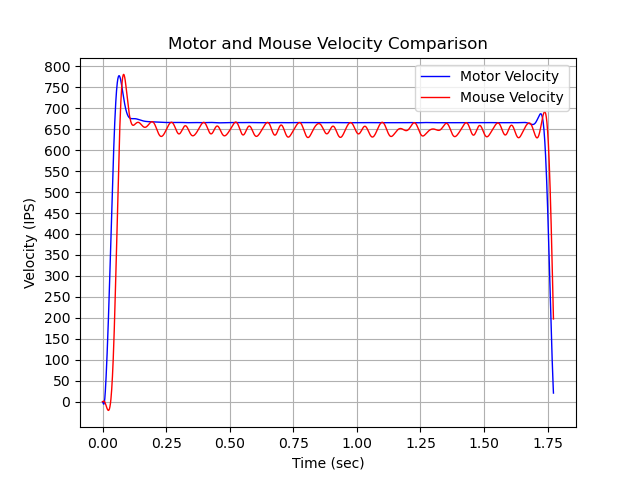 Motor and Mouse Velocity Comparison
Motor Velocity
Mouse Velocity
Velocity (IPS)
800
750
700
650
600
550
500
450
400
350
300
250
200
150
100
50
0
0.00 0.25 0.50 0.75 1.00 1.25 1.50 1.75
Time (sec)